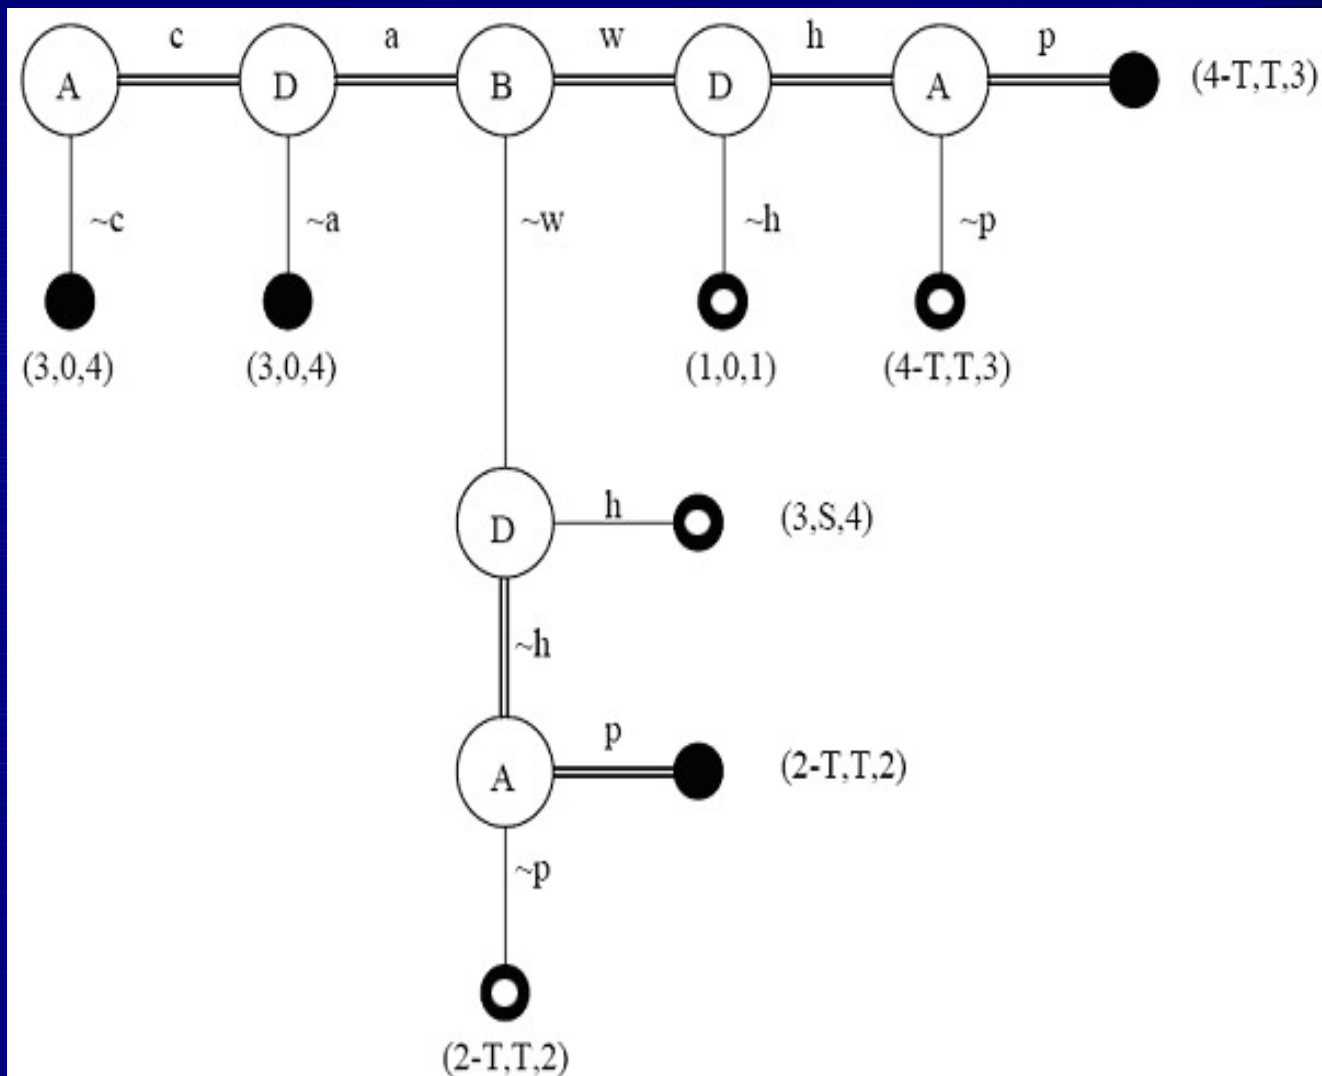 c a w h p
A D B D A (4-T,T,3)
~c ~a ~w ~h ~p
(3,0,4) (3,0,4) (1,0,1) (4-T,T,3)
D h (3,S,4)
~h
p
A (2-T,T,2)
~p
(2-T,T,2)